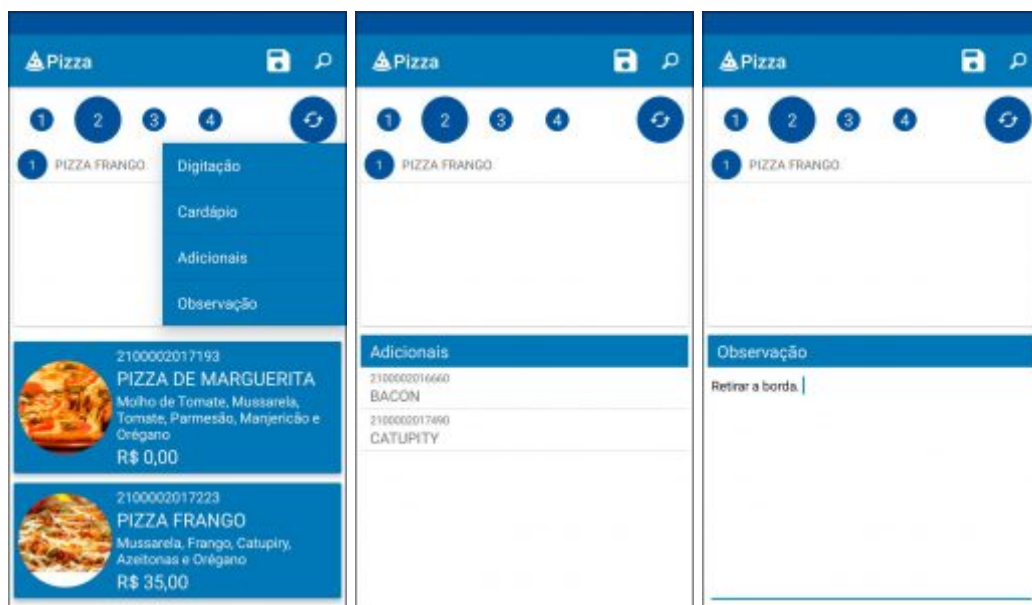 Pizza
1 2 3 4
1 PIZZA FRANGO
Digitação
Cardápio
Adicionais
Observação
2100002017193
PIZZA DE MARGUERITA
Molho de Tomate, Mussarela,
Tomate, Parmesão, Manjericão e
Orégano
R$ 0,00
2100002017223
PIZZA FRANGO
Mussarela, Frango, Catupiry,
Azeitonas e Orégano
R$ 35,00
Pizza
1 2 3 4
1 PIZZA FRANGO
Adicionais
2100002016660
BACON
2100002017490
CATUPITY
Pizza
1 2 3 4
1 PIZZA FRANGO
Observação
Retirar a borda.